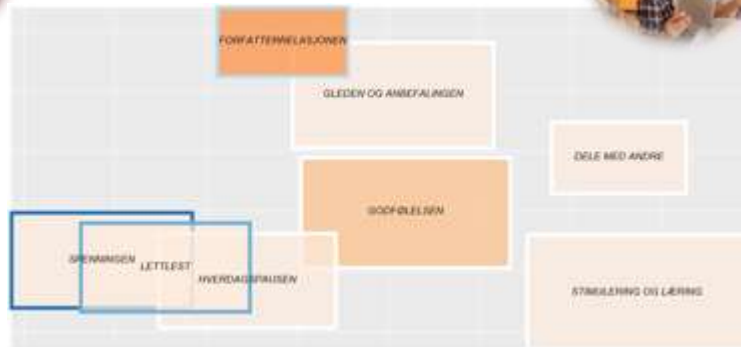 FORFATTERRELASJONEN
GLEDEN OG ANBEFALINGEN
DELE MED ANDRE
GODFØLELSEN
SPENNINGEN
LETTLEST
HVERDAGSPAUSEN
STIMULERING OG LÆRING